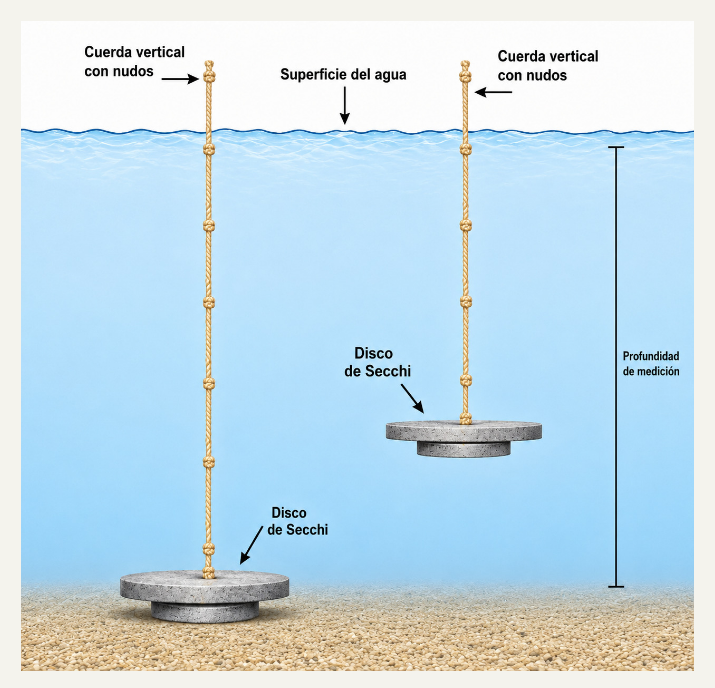 Cuerda vertical
con nudos
Superficie del agua
Cuerda vertical
con nudos
Disco
de Secchi
Profundidad
de medición
Disco
de Secchi